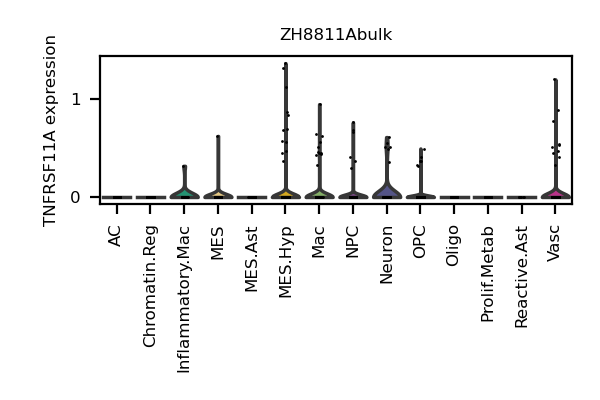 ZH8811Abulk
TNFRSF11A expression
1
0
AC
Chromatin.Reg
Inflammatory.Mac
MES
MES.Ast
MES.Hyp
Mac
NPC
Neuron
OPC
Oligo
Prolif.Metab
Reactive.Ast
Vasc